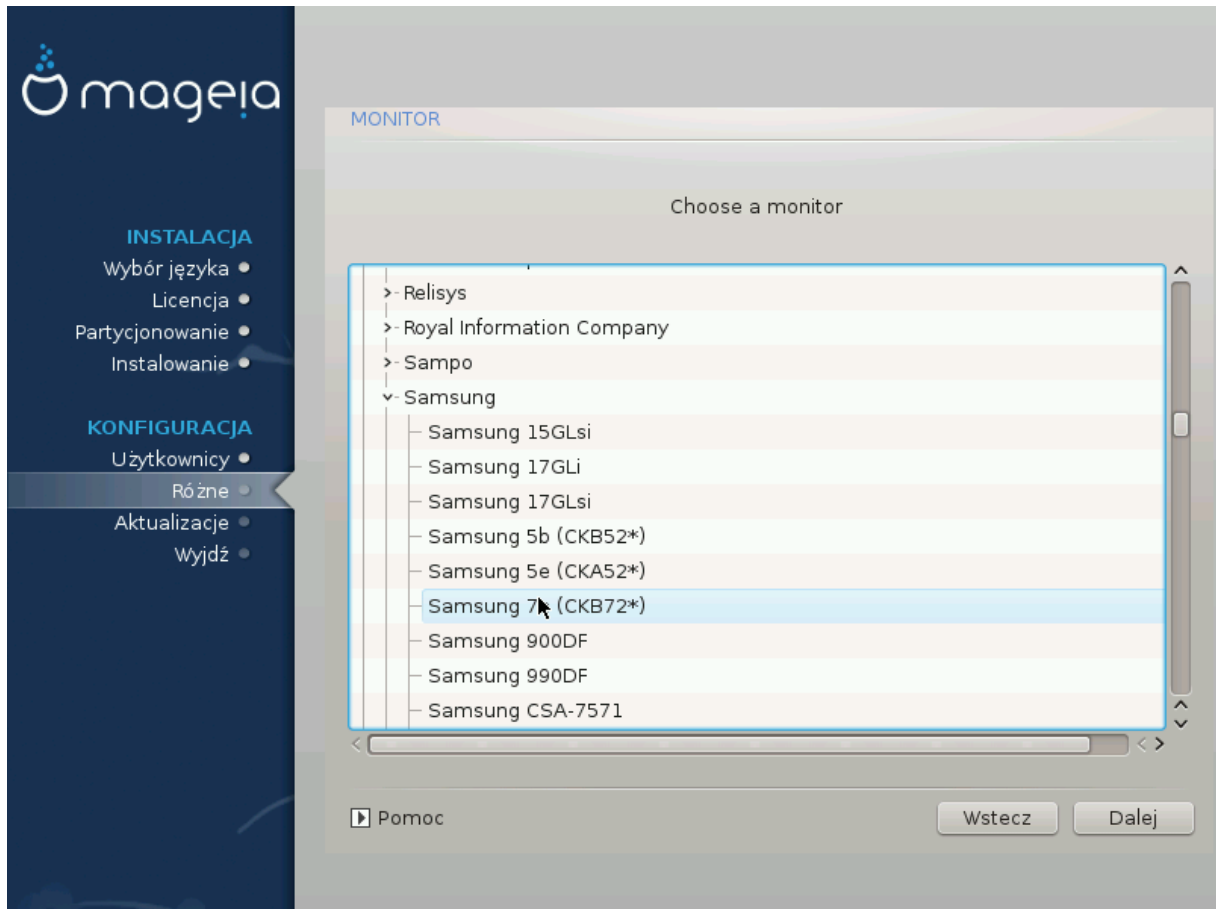 mageia
INSTALACJA
Wybór języka
Licencja
Partycjonowanie
Instalowanie
KONFIGURACJA
Użytkownicy
Różne
Aktualizacje
Wyjdź
MONITOR
Choose a monitor
Relisys
Royal Information Company
Sampo
Samsung
Samsung 15GLsi
Samsung 17GLi
Samsung 17GLsi
Samsung 5b (CKB52*)
Samsung 5e (CKA52*)
Samsung (CKB72*)
Samsung 900DF
Samsung 990DF
Samsung CSA-7571
Pomoc
Wstecz
Dalej